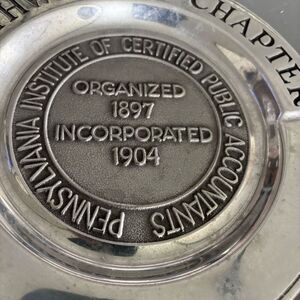 CHAPTER
PENNSYLVANIA INSTITUTE OF CERTIFIED PUBLIC ACCOUNTANTS
ORGANIZED
1897
INCORPORATED
1904